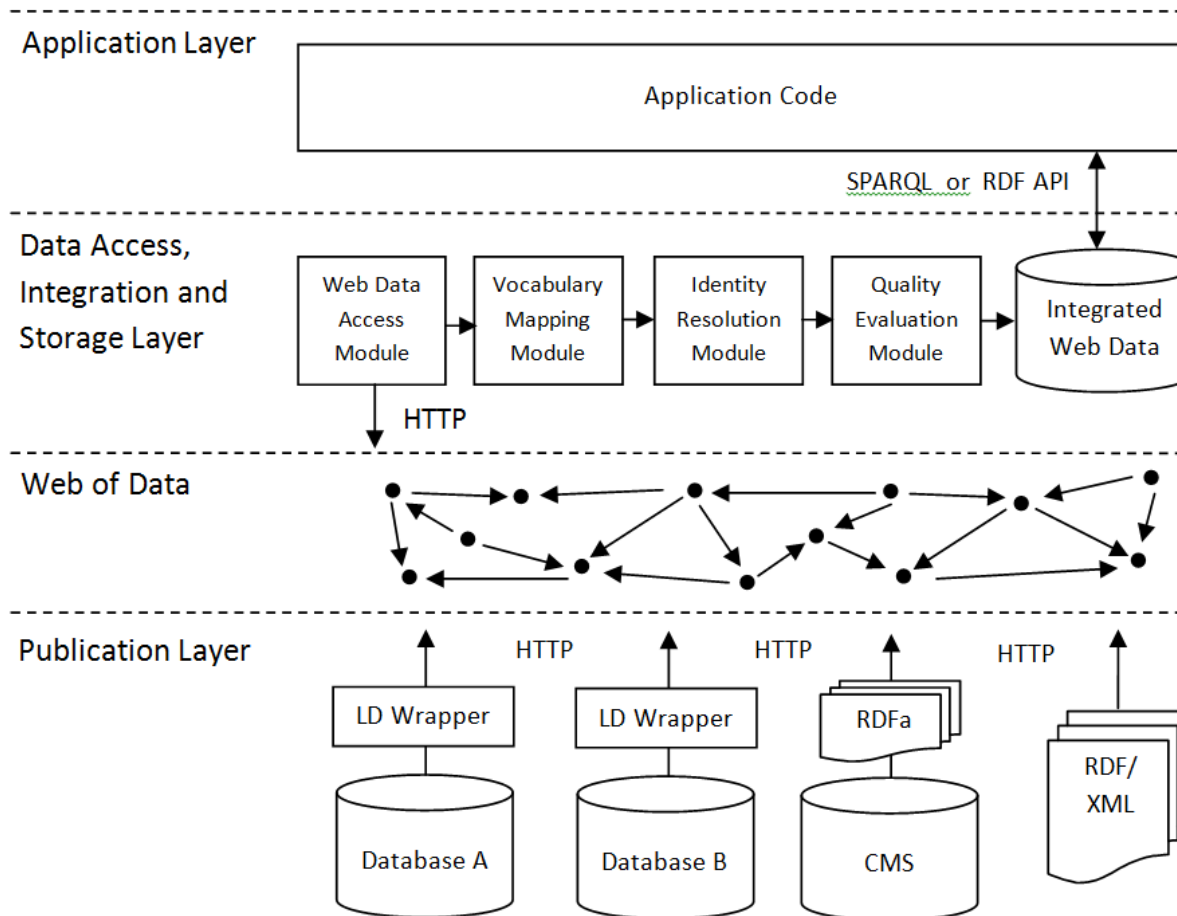 Application Layer
Application Code
SPARQL or RDF API
Data Access,
Integration and
Storage Layer
Web Data
Access
Module
Vocabulary
Mapping
Module
Identity
Resolution
Module
Quality
Evaluation
Module
Integrated
Web Data
HTTP
Web of Data
Publication Layer
HTTP
HTTP
HTTP
LD Wrapper
LD Wrapper
RDFa
RDF/
XML
Database A
Database B
CMS